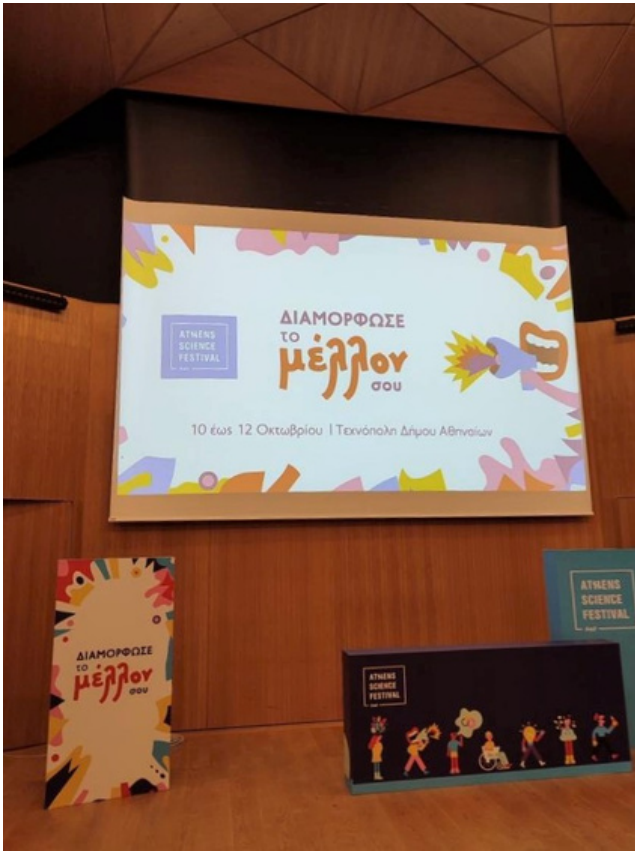 ATHENS
SCIENCE
FESTIVAL
ΔΙΑΜΟΡΦΩΣΕ
το
μέλλον
σου
10 έως 12 Οκτωβρίου | Τεχνόπολη Δήμου Αθηναίων
ΔΙΑΜΟΡΦΩΣΕ
το
μέλλον
σου
ATHENS
SCIENCE
FESTIVAL
ATHENS
SCIENCE
FESTIVAL